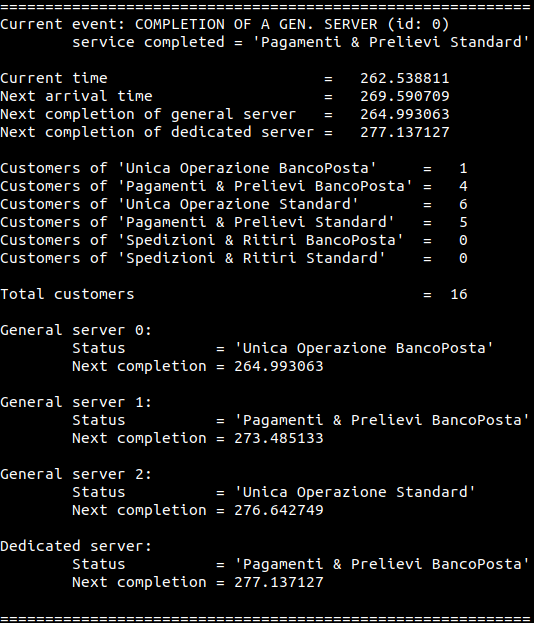 ===========================================================
Current event: COMPLETION OF A GEN. SERVER (id: 0)
        service completed = 'Pagamenti & Prelievi Standard'
Current time                        =   262.538811
Next arrival time                   =   269.590709
Next completion of general server   =   264.993063
Next completion of dedicated server =   277.137127
Customers of 'Unica Operazione BancoPosta'     =   1
Customers of 'Pagamenti & Prelievi BancoPosta' =   4
Customers of 'Unica Operazione Standard'       =   6
Customers of 'Pagamenti & Prelievi Standard'   =   5
Customers of 'Spedizioni & Ritiri BancoPosta'  =   0
Customers of 'Spedizioni & Ritiri Standard'    =   0
Total customers                                =  16
General server 0:
        Status          = 'Unica Operazione BancoPosta'
        Next completion = 264.993063
General server 1:
        Status          = 'Pagamenti & Prelievi BancoPosta'
        Next completion = 273.485133
General server 2:
        Status          = 'Unica Operazione Standard'
        Next completion = 276.642749
Dedicated server:
        Status          = 'Pagamenti & Prelievi BancoPosta'
        Next completion = 277.137127
===========================================================